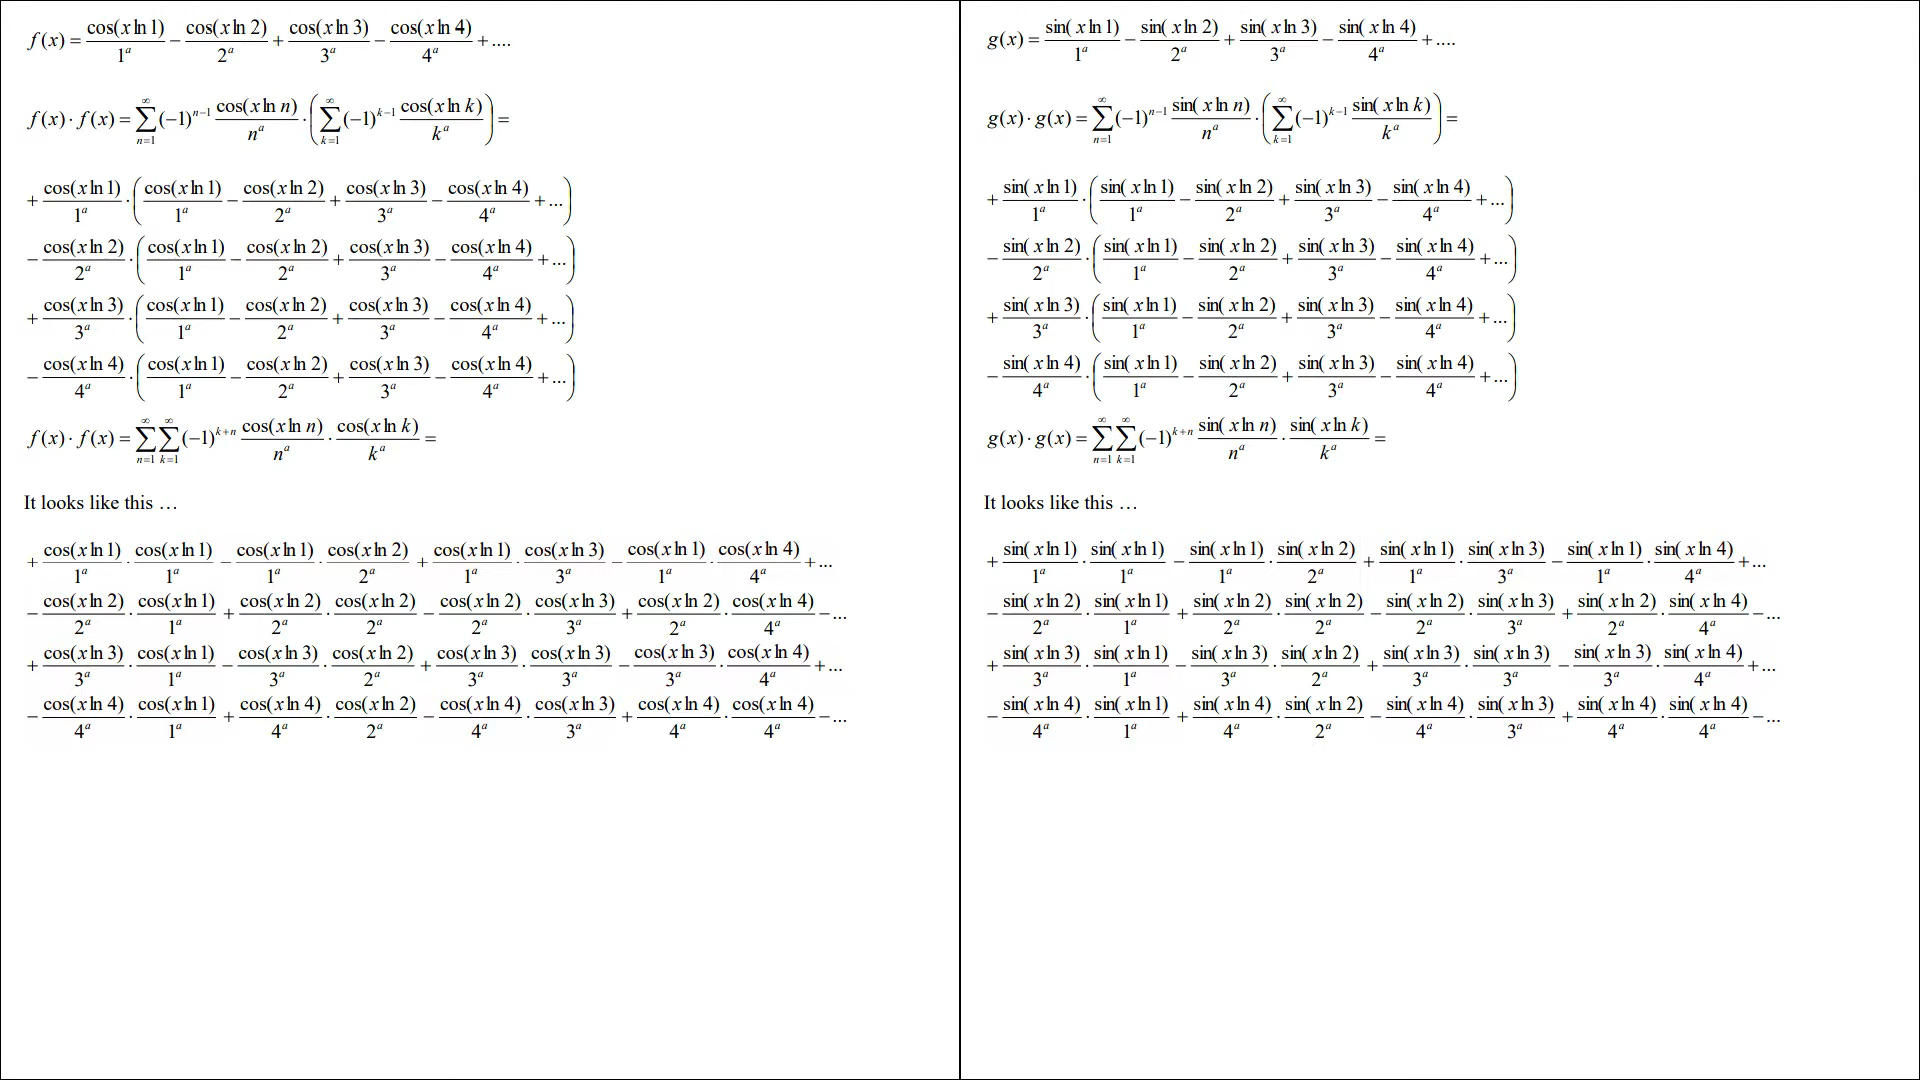 f(x) = cos(x ln 1)/1^a − cos(x ln 2)/2^a + cos(x ln 3)/3^a − cos(x ln 4)/4^a + ....
f(x)·f(x) = ∑_{n=1}^{∞} (−1)^{n−1} cos(x ln n)/n^a · (∑_{k=1}^{∞} (−1)^{k−1} cos(x ln k)/k^a) =
+ cos(x ln 1)/1^a · (cos(x ln 1)/1^a − cos(x ln 2)/2^a + cos(x ln 3)/3^a − cos(x ln 4)/4^a + ...)
− cos(x ln 2)/2^a · (cos(x ln 1)/1^a − cos(x ln 2)/2^a + cos(x ln 3)/3^a − cos(x ln 4)/4^a + ...)
+ cos(x ln 3)/3^a · (cos(x ln 1)/1^a − cos(x ln 2)/2^a + cos(x ln 3)/3^a − cos(x ln 4)/4^a + ...)
− cos(x ln 4)/4^a · (cos(x ln 1)/1^a − cos(x ln 2)/2^a + cos(x ln 3)/3^a − cos(x ln 4)/4^a + ...)
f(x)·f(x) = ∑_{n=1}^{∞} ∑_{k=1}^{∞} (−1)^{k+n} cos(x ln n)/n^a · cos(x ln k)/k^a =
It looks like this …
+ cos(x ln 1)/1^a · cos(x ln 1)/1^a − cos(x ln 1)/1^a · cos(x ln 2)/2^a + cos(x ln 1)/1^a · cos(x ln 3)/3^a − cos(x ln 1)/1^a · cos(x ln 4)/4^a + ...
− cos(x ln 2)/2^a · cos(x ln 1)/1^a + cos(x ln 2)/2^a · cos(x ln 2)/2^a − cos(x ln 2)/2^a · cos(x ln 3)/3^a + cos(x ln 2)/2^a · cos(x ln 4)/4^a − ...
+ cos(x ln 3)/3^a · cos(x ln 1)/1^a − cos(x ln 3)/3^a · cos(x ln 2)/2^a + cos(x ln 3)/3^a · cos(x ln 3)/3^a − cos(x ln 3)/3^a · cos(x ln 4)/4^a + ...
− cos(x ln 4)/4^a · cos(x ln 1)/1^a + cos(x ln 4)/4^a · cos(x ln 2)/2^a − cos(x ln 4)/4^a · cos(x ln 3)/3^a + cos(x ln 4)/4^a · cos(x ln 4)/4^a − ...
g(x) = sin(x ln 1)/1^a − sin(x ln 2)/2^a + sin(x ln 3)/3^a − sin(x ln 4)/4^a + ....
g(x)·g(x) = ∑_{n=1}^{∞} (−1)^{n−1} sin(x ln n)/n^a · (∑_{k=1}^{∞} (−1)^{k−1} sin(x ln k)/k^a) =
+ sin(x ln 1)/1^a · (sin(x ln 1)/1^a − sin(x ln 2)/2^a + sin(x ln 3)/3^a − sin(x ln 4)/4^a + ...)
− sin(x ln 2)/2^a · (sin(x ln 1)/1^a − sin(x ln 2)/2^a + sin(x ln 3)/3^a − sin(x ln 4)/4^a + ...)
+ sin(x ln 3)/3^a · (sin(x ln 1)/1^a − sin(x ln 2)/2^a + sin(x ln 3)/3^a − sin(x ln 4)/4^a + ...)
− sin(x ln 4)/4^a · (sin(x ln 1)/1^a − sin(x ln 2)/2^a + sin(x ln 3)/3^a − sin(x ln 4)/4^a + ...)
g(x)·g(x) = ∑_{n=1}^{∞} ∑_{k=1}^{∞} (−1)^{k+n} sin(x ln n)/n^a · sin(x ln k)/k^a =
It looks like this …
+ sin(x ln 1)/1^a · sin(x ln 1)/1^a − sin(x ln 1)/1^a · sin(x ln 2)/2^a + sin(x ln 1)/1^a · sin(x ln 3)/3^a − sin(x ln 1)/1^a · sin(x ln 4)/4^a + ...
− sin(x ln 2)/2^a · sin(x ln 1)/1^a + sin(x ln 2)/2^a · sin(x ln 2)/2^a − sin(x ln 2)/2^a · sin(x ln 3)/3^a + sin(x ln 2)/2^a · sin(x ln 4)/4^a − ...
+ sin(x ln 3)/3^a · sin(x ln 1)/1^a − sin(x ln 3)/3^a · sin(x ln 2)/2^a + sin(x ln 3)/3^a · sin(x ln 3)/3^a − sin(x ln 3)/3^a · sin(x ln 4)/4^a + ...
− sin(x ln 4)/4^a · sin(x ln 1)/1^a + sin(x ln 4)/4^a · sin(x ln 2)/2^a − sin(x ln 4)/4^a · sin(x ln 3)/3^a + sin(x ln 4)/4^a · sin(x ln 4)/4^a − ...